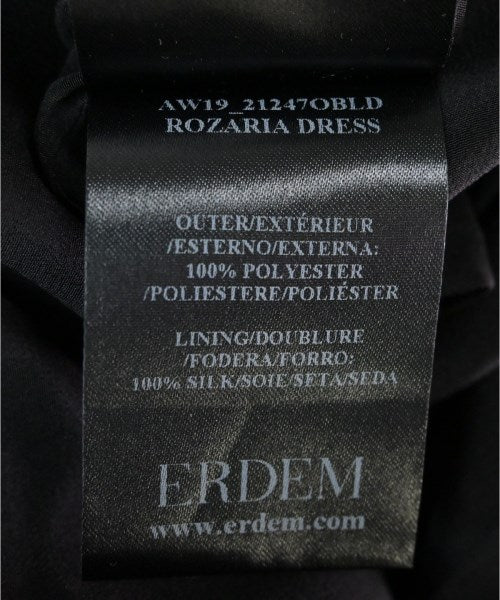 AW19_21247OBLD
ROZARIA DRESS
OUTER/EXTÉRIEUR
/ESTERNO/EXTERNA:
100% POLYESTER
/POLIESTERE/POLIÉSTER
LINING/DOUBLURE
/FODERA/FORRO:
100% SILK/SOIE/SETA/SEDA
ERDEM
www.erdem.com